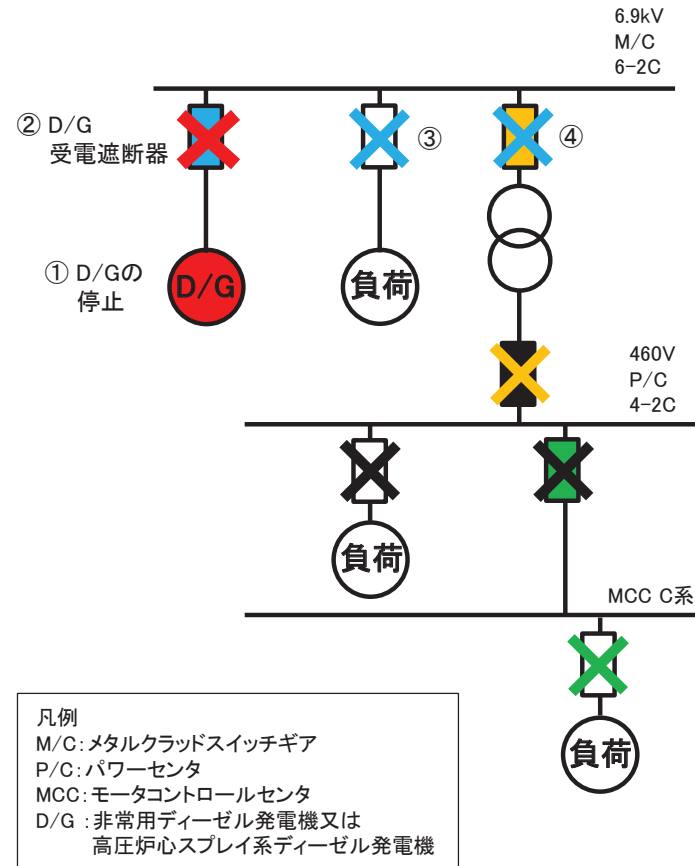 6.9kV
M/C
6-2C
② D/G
受電遮断器
③
④
① D/Gの
停止
D/G
負荷
460V
P/C
4-2C
負荷
MCC C系
負荷
凡例
M/C:メタルクラッドスイッチギア
P/C:パワーセンタ
MCC:モータコントロールセンタ
D/G :非常用ディーゼル発電機又は
高圧炉心スプレイ系ディーゼル発電機